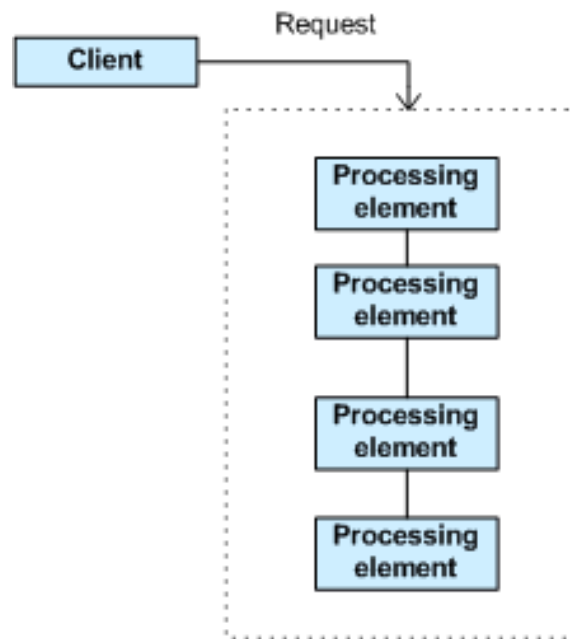 Request
Client
Processing
element
Processing
element
Processing
element
Processing
element